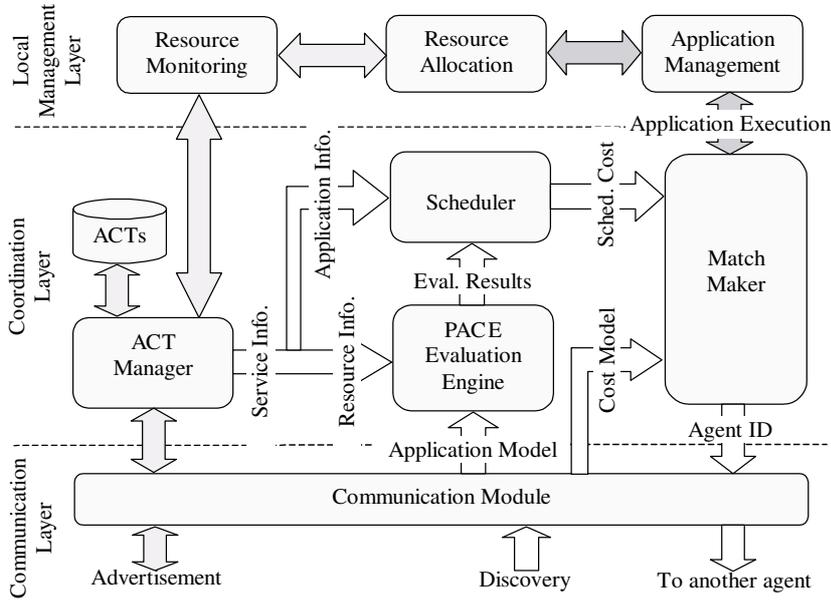 Local
Management
Layer
Resource
Monitoring
Resource
Allocation
Application
Management
Application Execution
Coordination
Layer
ACTs
Application Info.
Scheduler
Sched. Cost
Match
Maker
Eval. Results
ACT
Manager
Service Info.
Resource Info.
PACE
Evaluation
Engine
Cost Model
Application Model
Agent ID
Communication
Layer
Communication Module
Advertisement
Discovery
To another agent